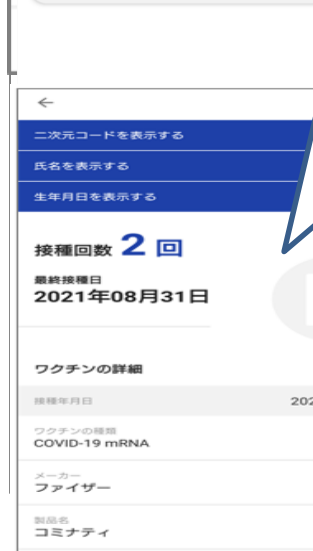 ←
二次元コードを表示する
氏名を表示する
生年月日を表示する
接種回数 2 回
最終接種日
2021年08月31日
ワクチンの詳細
接種年月日 202
ワクチンの種類
COVID-19 mRNA
メーカー
ファイザー
製品名
コミナティ